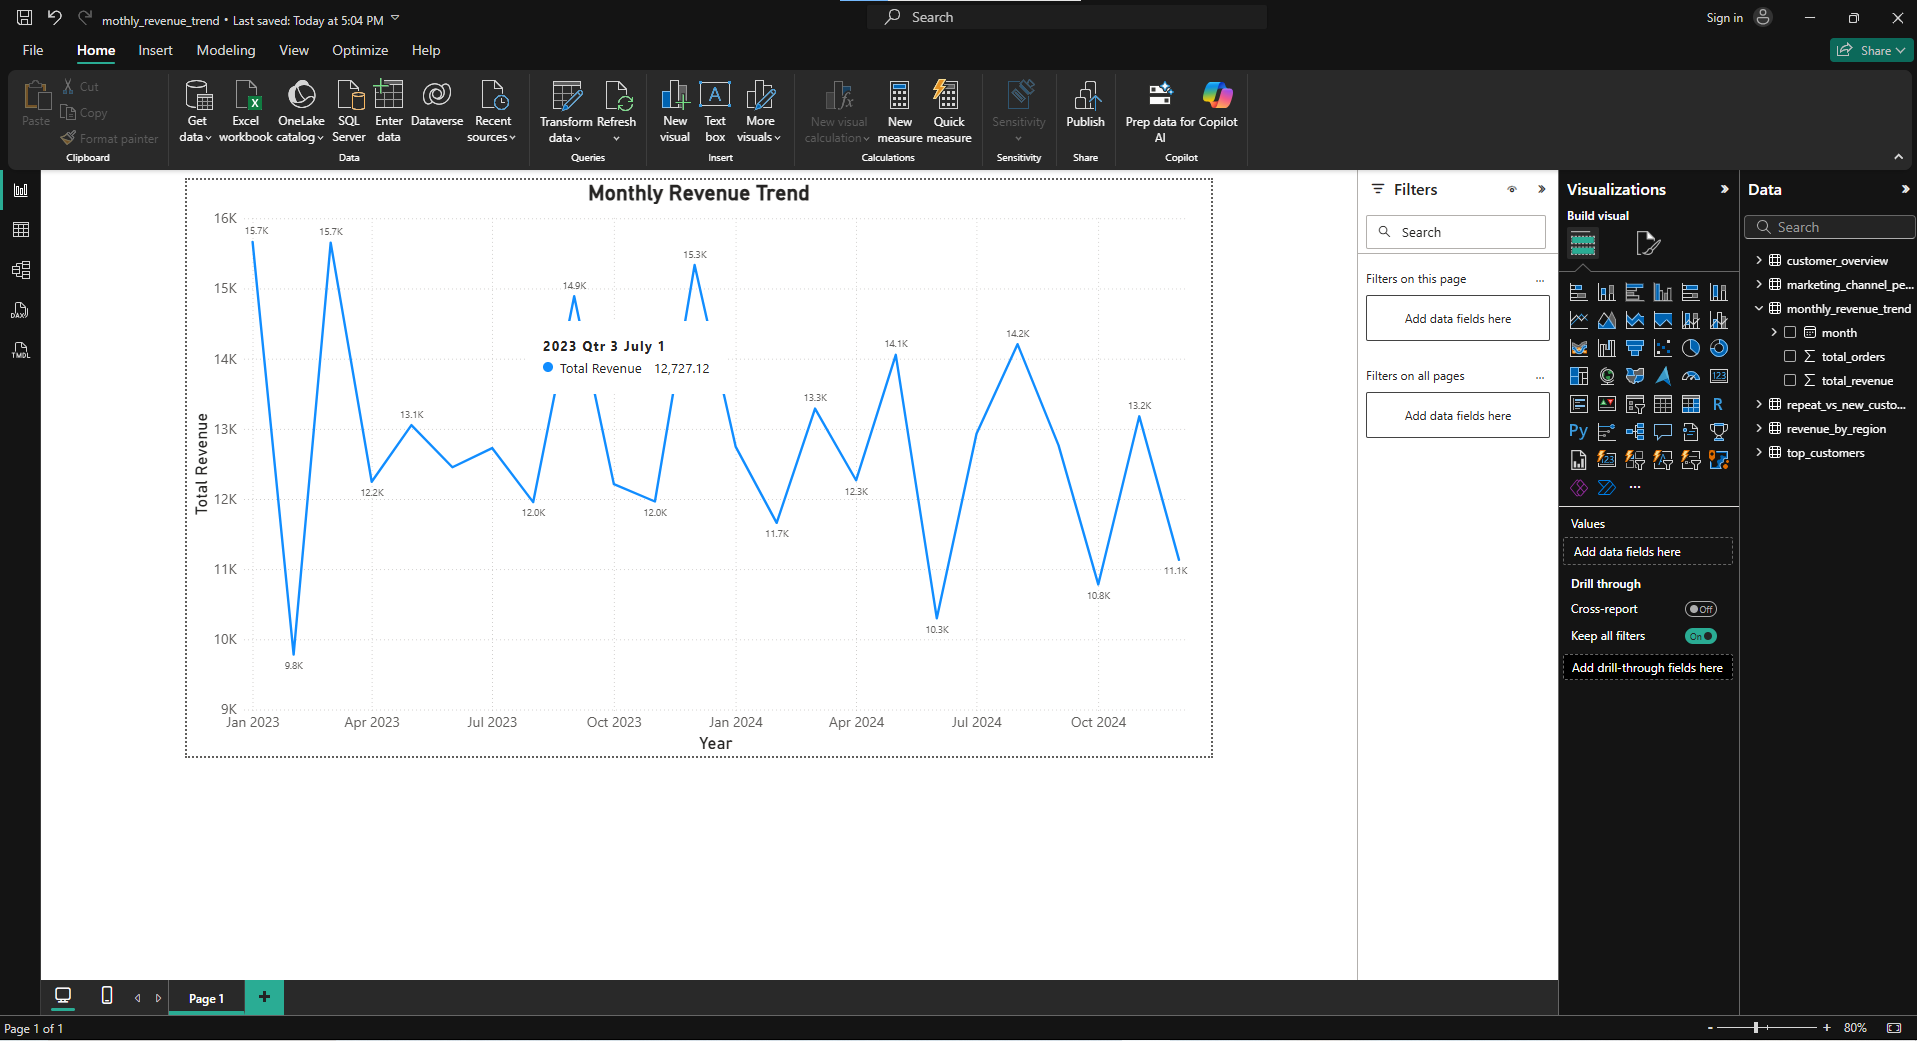 mothly_revenue_trend • Last saved: Today at 5:04 PM
Search
Sign in
File Home Insert Modeling View Optimize Help
Share
Paste
Cut
Copy
Format painter
Clipboard
Get data
Excel workbook
OneLake catalog
SQL Server
Enter data
Dataverse
Recent sources
Data
Transform data
Refresh
Queries
New visual
Text box
More visuals
Insert
New visual calculation
New measure
Quick measure
Calculations
Sensitivity
Sensitivity
Publish
Share
Prep data for AI
Copilot
Copilot
Monthly Revenue Trend
Total Revenue
16K
15K
14K
13K
12K
11K
10K
9K
15.7K
9.8K
15.7K
12.2K
13.1K
12.0K
14.9K
12.0K
15.3K
11.7K
13.3K
12.3K
14.1K
10.3K
14.2K
10.8K
13.2K
11.1K
2023 Qtr 3 July 1
Total Revenue 12,727.12
Jan 2023 Apr 2023 Jul 2023 Oct 2023 Jan 2024 Apr 2024 Jul 2024 Oct 2024
Year
Filters
Search
Filters on this page ...
Add data fields here
Filters on all pages ...
Add data fields here
Visualizations
Build visual
123
R
Py
123
...
Values
Add data fields here
Drill through
Cross-report Off
Keep all filters On
Add drill-through fields here
Data
Search
customer_overview
marketing_channel_pe...
monthly_revenue_trend
month
total_orders
total_revenue
repeat_vs_new_custo...
revenue_by_region
top_customers
DAX
TMDL
Page 1
+
Page 1 of 1
- + 80%